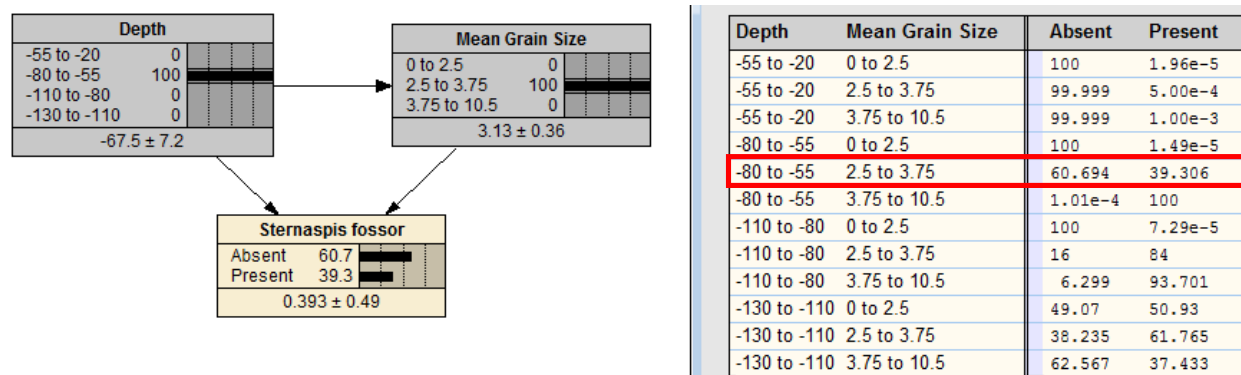 Depth
-55 to -20 0
-80 to -55 100
-110 to -80 0
-130 to -110 0
-67.5 ± 7.2
Mean Grain Size
0 to 2.5 0
2.5 to 3.75 100
3.75 to 10.5 0
3.13 ± 0.36
Sternaspis fossor
Absent 60.7
Present 39.3
0.393 ± 0.49
Depth Mean Grain Size Absent Present
-55 to -20 0 to 2.5 100 1.96e-5
-55 to -20 2.5 to 3.75 99.999 5.00e-4
-55 to -20 3.75 to 10.5 99.999 1.00e-3
-80 to -55 0 to 2.5 100 1.49e-5
-80 to -55 2.5 to 3.75 60.694 39.306
-80 to -55 3.75 to 10.5 1.01e-4 100
-110 to -80 0 to 2.5 100 7.29e-5
-110 to -80 2.5 to 3.75 16 84
-110 to -80 3.75 to 10.5 6.299 93.701
-130 to -110 0 to 2.5 49.07 50.93
-130 to -110 2.5 to 3.75 38.235 61.765
-130 to -110 3.75 to 10.5 62.567 37.433